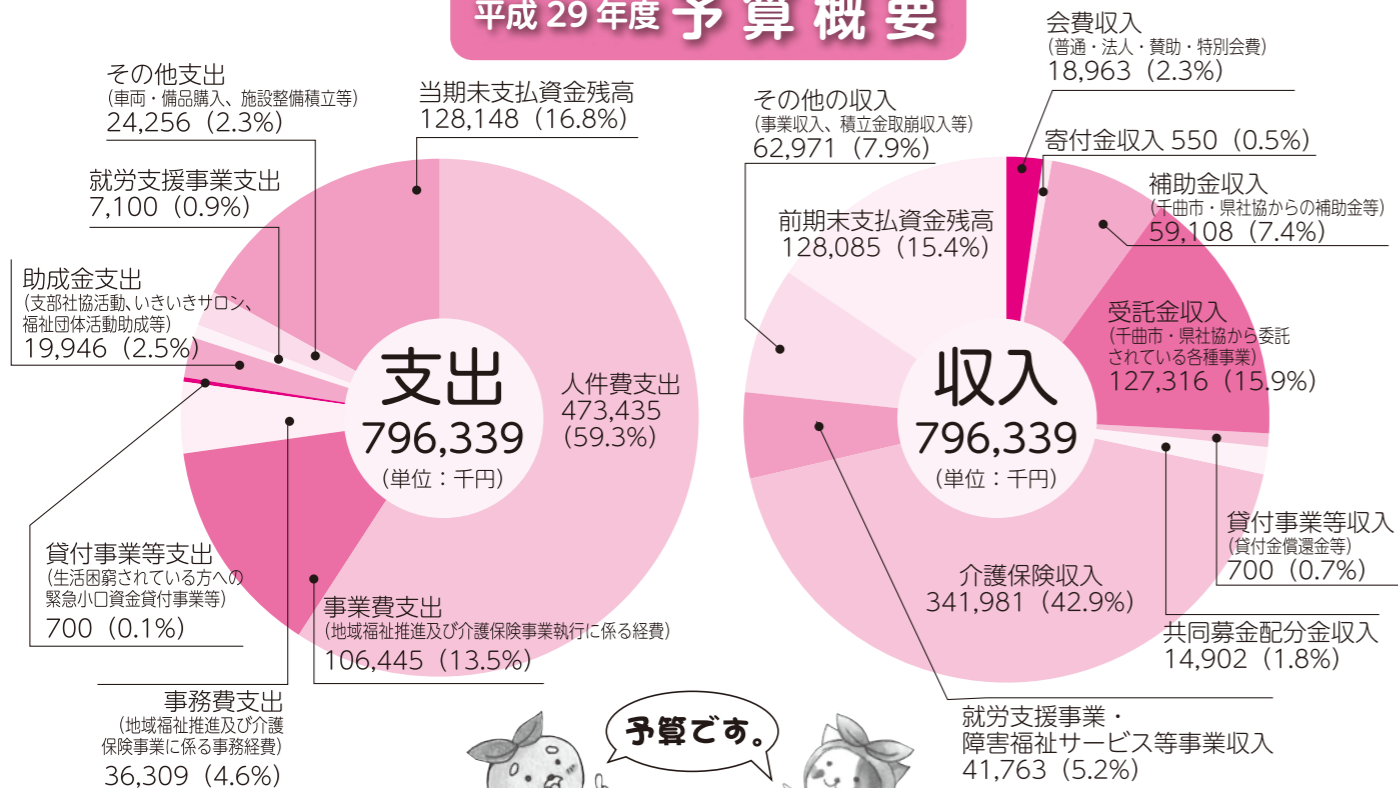 平成 29 年度 予算概要
その他支出
(車両・備品購入、施設整備積立等)
24,256（2.3%）
当期末支払資金残高
128,148（16.8%）
就労支援事業支出
7,100（0.9%）
助成金支出
(支部社協活動、いきいきサロン、
福祉団体活動助成等)
19,946（2.5%）
支出
796,339
(単位：千円)
人件費支出
473,435
(59.3%)
貸付事業等支出
(生活困窮されている方への
緊急小口資金貸付事業等)
700（0.1%）
事業費支出
(地域福祉推進及び介護保険事業執行に係る経費)
106,445（13.5%）
事務費支出
(地域福祉推進及び介護
保険事業に係る事務経費)
36,309（4.6%）
会費収入
(普通・法人・賛助・特別会費)
18,963（2.3%）
その他の収入
(事業収入、積立金取崩収入等)
62,971（7.9%）
寄付金収入 550（0.5%）
補助金収入
(千曲市・県社協からの補助金等)
59,108（7.4%）
前期末支払資金残高
128,085（15.4%）
受託金収入
(千曲市・県社協から委託
されている各種事業)
127,316（15.9%）
収入
796,339
(単位：千円)
貸付事業等収入
(貸付金償還金等)
700（0.7%）
介護保険収入
341,981（42.9%）
共同募金配分金収入
14,902（1.8%）
就労支援事業・
障害福祉サービス等事業収入
41,763（5.2%）
予算です。